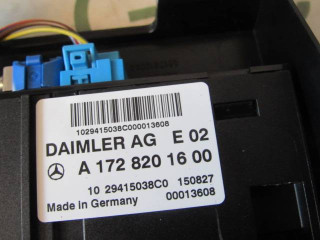 1029415038C000013608
DAIMLER AG E 02
A 172 820 16 00
10 29415038C0 150827
Made in Germany 00013608